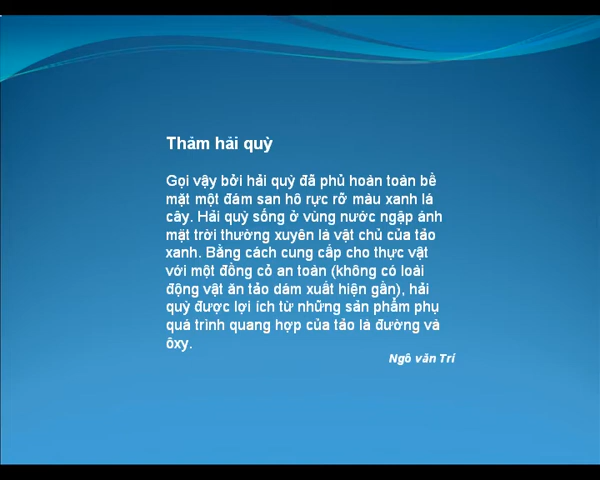 Thảm hải quỳ
Gọi vậy bởi hải quỳ đã phủ hoàn toàn bề
mặt một đám san hô rực rỡ màu xanh lá
cây. Hải quỳ sống ở vùng nước ngập ánh
mặt trời thường xuyên là vật chủ của tảo
xanh. Bằng cách cung cấp cho thực vật
với một đồng cỏ an toàn (không có loài
động vật ăn tảo dám xuất hiện gần), hải
quỳ được lợi ích từ những sản phẩm phụ
quá trình quang hợp của tảo là đường và
ôxy.
Ngô văn Trí